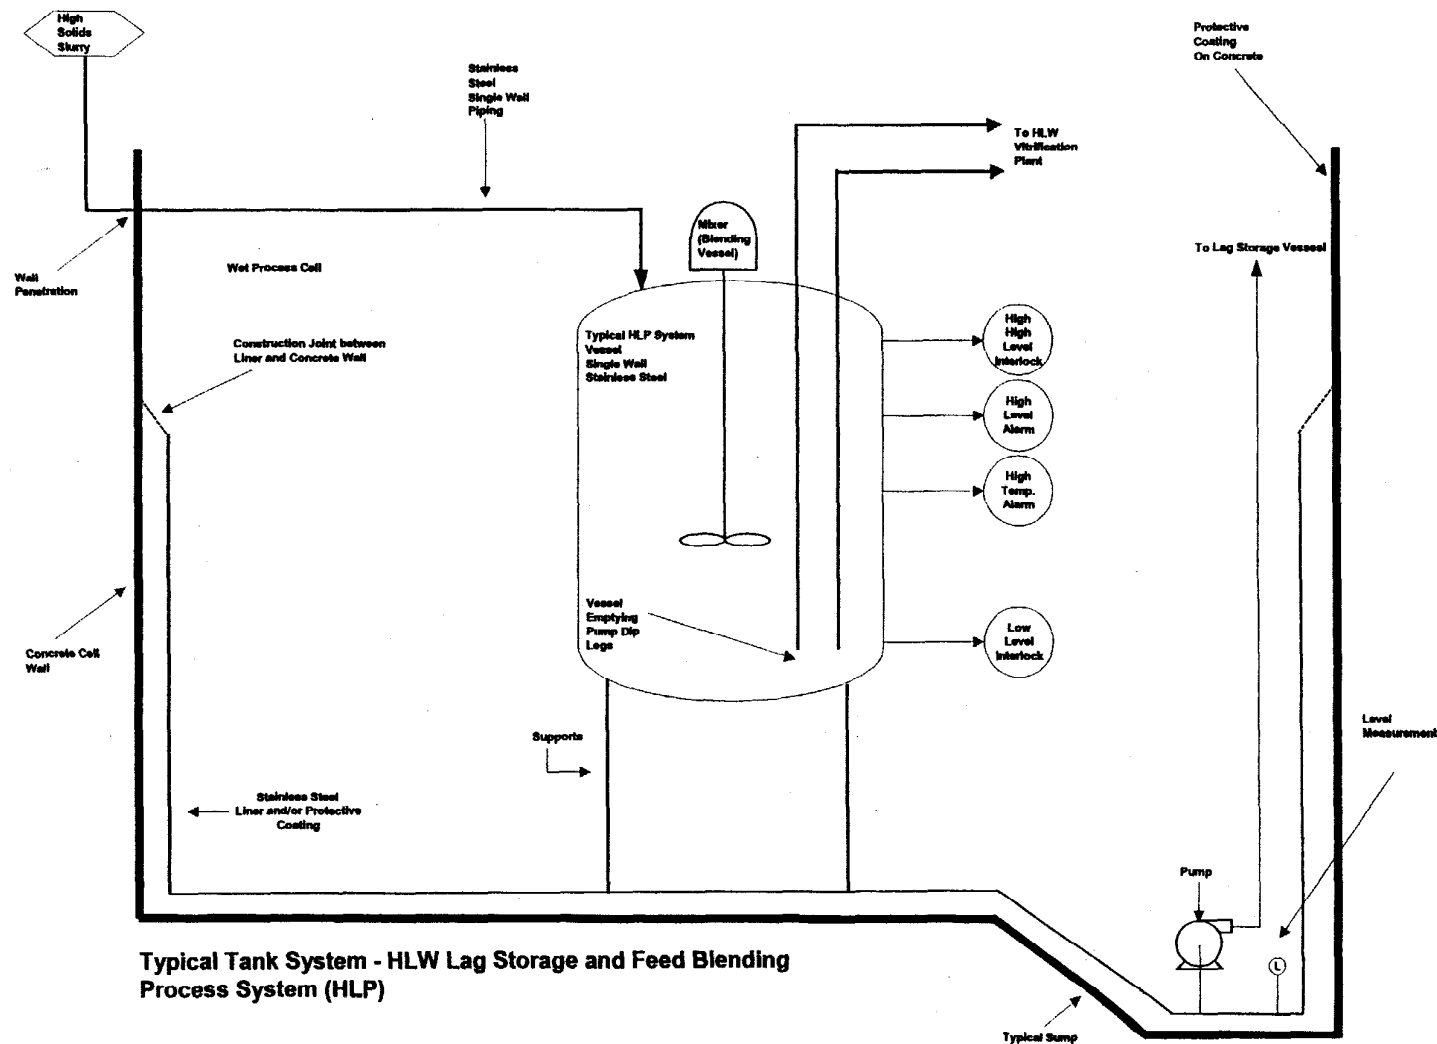 High
Solids
Slurry
Protective
Coating
On Concrete
Stainless
Steel
Single Wall
Piping
To HLW
Vitrification
Plant
Mixer
(Blending
Vessel)
To Lag Storage Vessesl
Wall
Penetration
Wet Process Cell
Construction Joint between
Liner and Concrete Wall
Typical HLP System
Vessel
Single Wall
Stainless Steel
High
High
Level
Interlock
High
Level
Alarm
High
Temp.
Alarm
Vessel
Emptying
Pump Dip
Legs
Low
Level
Interlock
Concrete Cell
Wall
Level
Measurement
Supports
Stainless Steel
Liner and/or Protective
Coating
Pump
L
Typical Tank System - HLW Lag Storage and Feed Blending
Process System (HLP)
Typical Sump